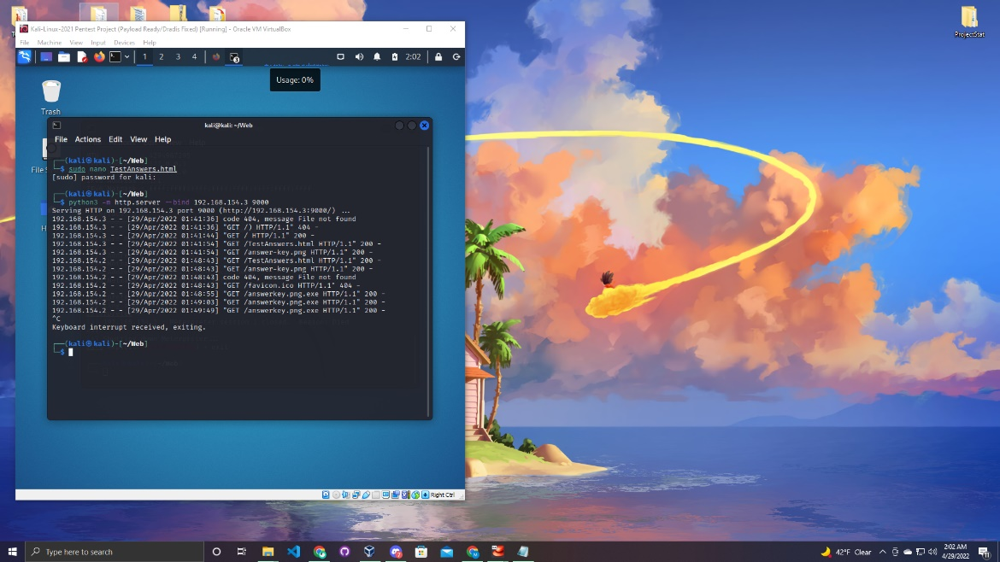 Kali-Linux-2021 Pentest Project (Payload Ready/Dradis Fixed) [Running] - Oracle VM VirtualBox
File Machine View Input Devices Help
1 2 3 4
2:02
Usage: 0%
Trash
kali@kali: ~/Web
File Actions Edit View Help
(kali㉿kali)-[~/Web]
$ sudo nano TestAnswers.html
[sudo] password for kali:
(kali㉿kali)-[~/Web]
$ python3 -m http.server --bind 192.168.154.3 9000
Serving HTTP on 192.168.154.3 port 9000 (http://192.168.154.3:9000/) ...
192.168.154.3 - - [29/Apr/2022 01:41:36] code 404, message File not found
192.168.154.3 - - [29/Apr/2022 01:41:36] "GET /) HTTP/1.1" 404 -
192.168.154.3 - - [29/Apr/2022 01:41:44] "GET / HTTP/1.1" 200 -
192.168.154.3 - - [29/Apr/2022 01:41:54] "GET /TestAnswers.html HTTP/1.1" 200 -
192.168.154.3 - - [29/Apr/2022 01:41:54] "GET /answer-key.png HTTP/1.1" 200 -
192.168.154.2 - - [29/Apr/2022 01:48:43] "GET /TestAnswers.html HTTP/1.1" 200 -
192.168.154.2 - - [29/Apr/2022 01:48:43] "GET /answer-key.png HTTP/1.1" 200 -
192.168.154.2 - - [29/Apr/2022 01:48:43] code 404, message File not found
192.168.154.2 - - [29/Apr/2022 01:48:43] "GET /favicon.ico HTTP/1.1" 404 -
192.168.154.2 - - [29/Apr/2022 01:48:55] "GET /answerkey.png.exe HTTP/1.1" 200 -
192.168.154.2 - - [29/Apr/2022 01:49:03] "GET /answerkey.png.exe HTTP/1.1" 200 -
192.168.154.2 - - [29/Apr/2022 01:49:49] "GET /answerkey.png.exe HTTP/1.1" 200 -
^C
Keyboard interrupt received, exiting.
(kali㉿kali)-[~/Web]
$
Right Ctrl
ProjectStat
Type here to search
42°F Clear
2:02 AM
4/29/2022
11